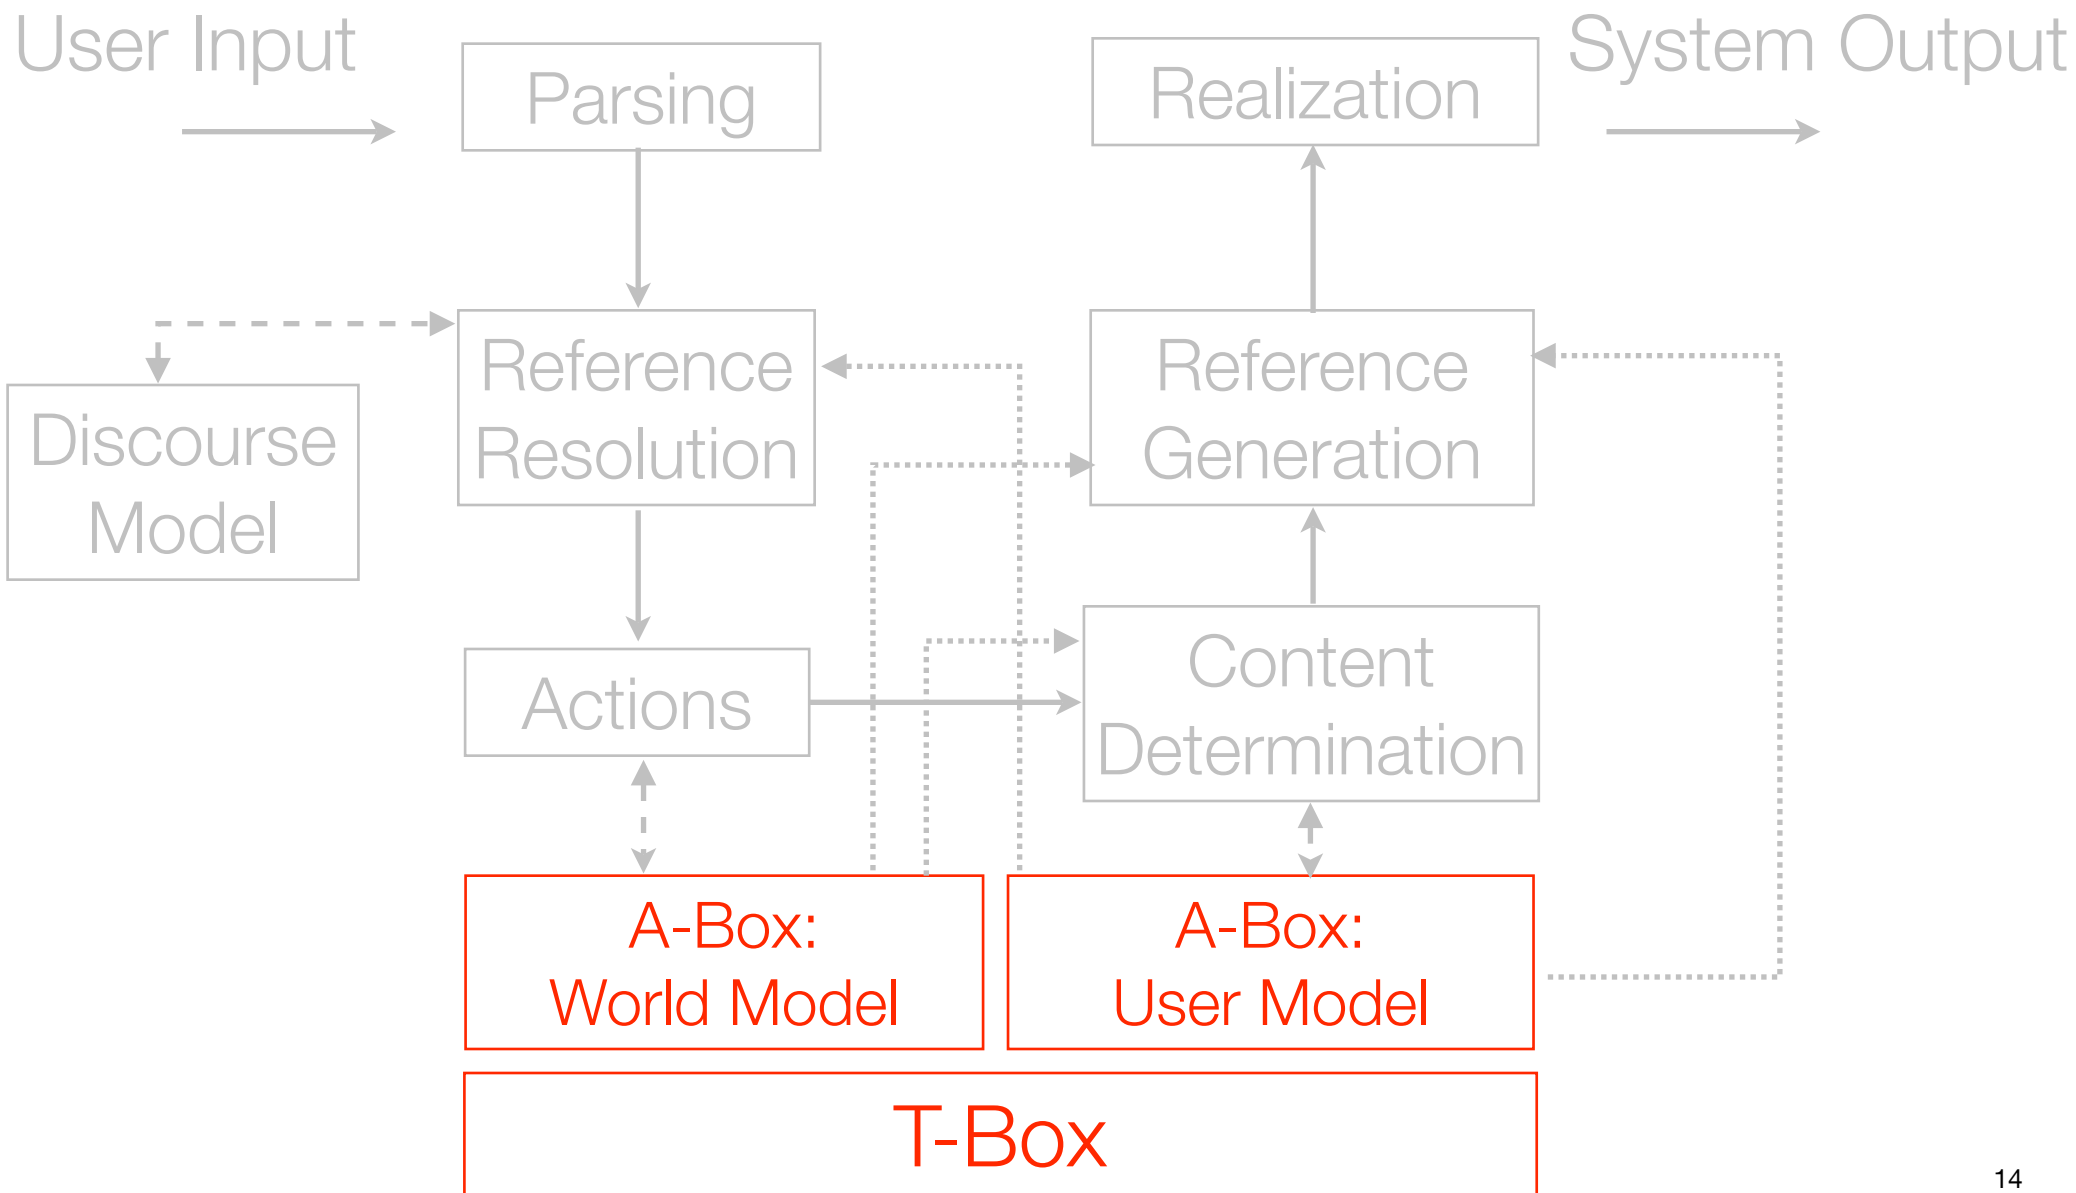 User Input
Parsing
Realization
System Output
Reference
Resolution
Reference
Generation
Discourse
Model
Actions
Content
Determination
A-Box:
World Model
A-Box:
User Model
T-Box
14